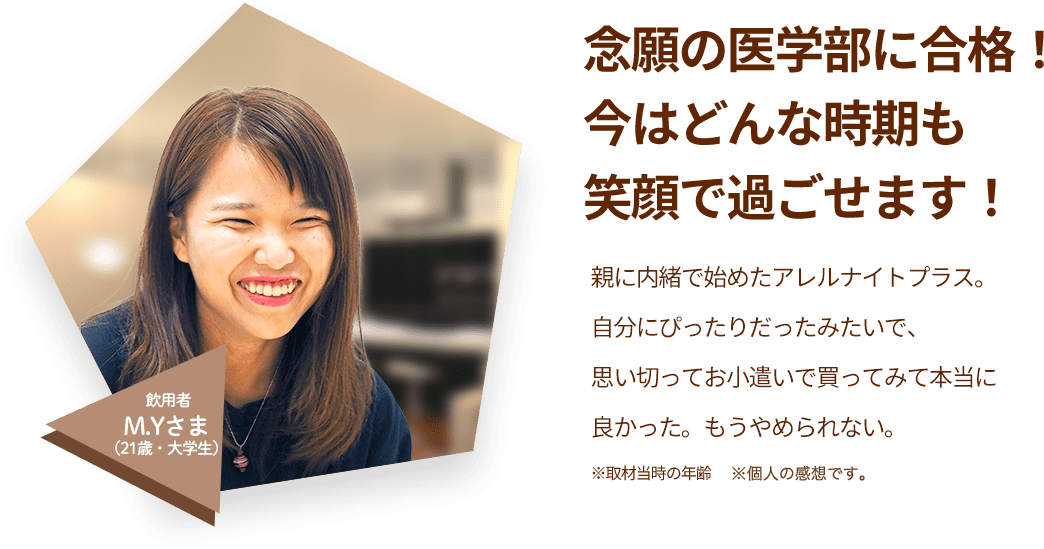 念願の医学部に合格！
今はどんな時期も
笑顔で過ごせます！
親に内緒で始めたアレルナイトプラス。
自分にぴったりだったみたいで、
思い切ってお小遣いで買ってみて本当に
良かった。もうやめられない。
※取材当時の年齢　※個人の感想です。
飲用者
M.Yさま
（21歳・大学生）